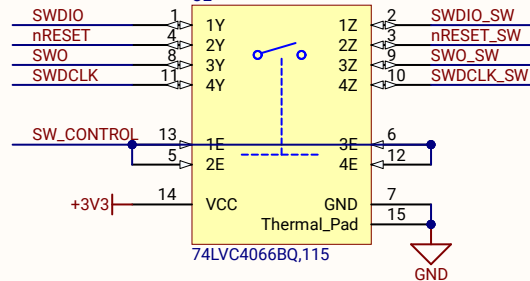 SWDIO 1 1Y 1Z 2 SWDIO_SW
nRESET 4 2Y 2Z 3 nRESET_SW
SWO 8 3Y 3Z 9 SWO_SW
SWDCLK 11 4Y 4Z 10 SWDCLK_SW
SW_CONTROL 13 1E 3E 6
5 2E 4E 12
+3V3 14 VCC GND 7
Thermal_Pad 15
74LVC4066BQ,115
GND